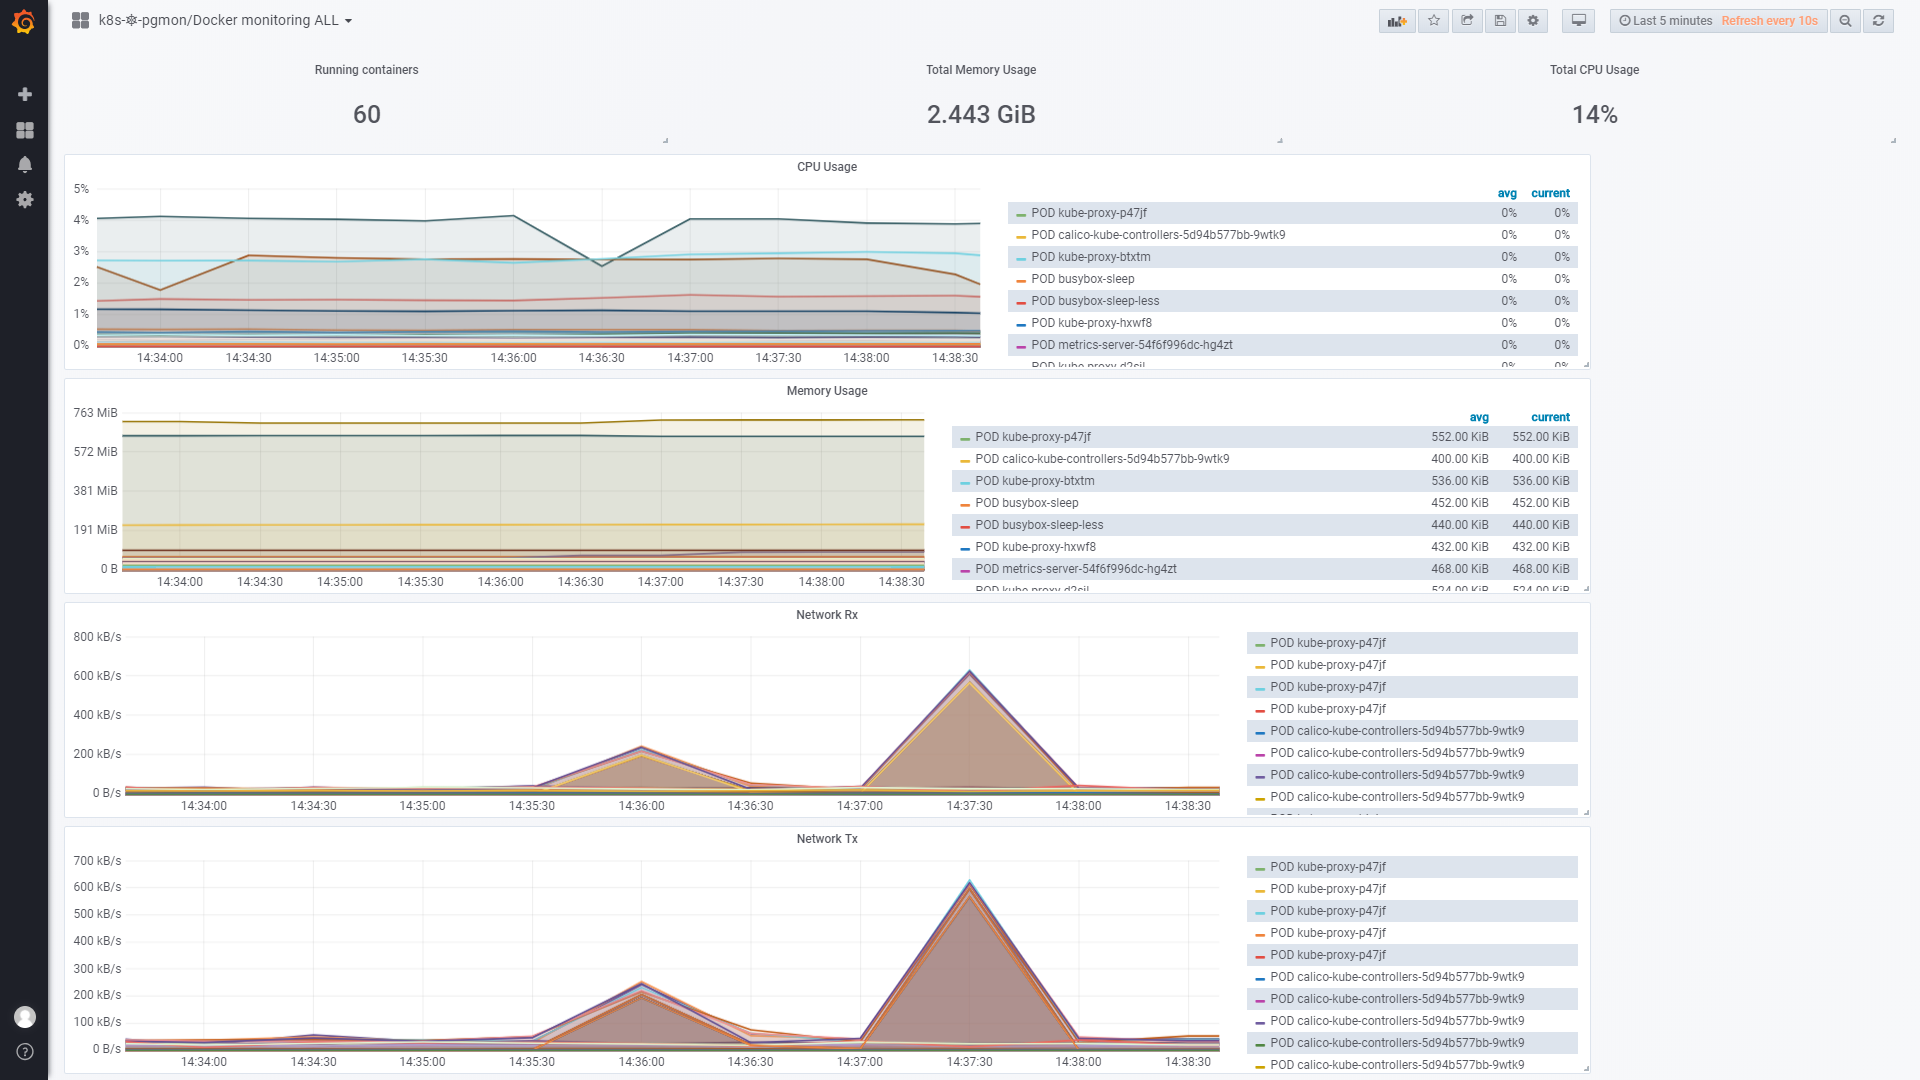 k8s-⎈-pgmon/Docker monitoring ALL
Last 5 minutes Refresh every 10s
Running containers
60
Total Memory Usage
2.443 GiB
Total CPU Usage
14%
CPU Usage
5%
4%
3%
2%
1%
0%
14:34:00 14:34:30 14:35:00 14:35:30 14:36:00 14:36:30 14:37:00 14:37:30 14:38:00 14:38:30
avg current
POD kube-proxy-p47jf 0% 0%
POD calico-kube-controllers-5d94b577bb-9wtk9 0% 0%
POD kube-proxy-btxtm 0% 0%
POD busybox-sleep 0% 0%
POD busybox-sleep-less 0% 0%
POD kube-proxy-hxwf8 0% 0%
POD metrics-server-54f6f996dc-hg4zt 0% 0%
POD 0% 0%
Memory Usage
763 MiB
572 MiB
381 MiB
191 MiB
0 B
14:34:00 14:34:30 14:35:00 14:35:30 14:36:00 14:36:30 14:37:00 14:37:30 14:38:00 14:38:30
avg current
POD kube-proxy-p47jf 552.00 KiB 552.00 KiB
POD calico-kube-controllers-5d94b577bb-9wtk9 400.00 KiB 400.00 KiB
POD kube-proxy-btxtm 536.00 KiB 536.00 KiB
POD busybox-sleep 452.00 KiB 452.00 KiB
POD busybox-sleep-less 440.00 KiB 440.00 KiB
POD kube-proxy-hxwf8 432.00 KiB 432.00 KiB
POD metrics-server-54f6f996dc-hg4zt 468.00 KiB 468.00 KiB
POD 524.00 KiB 524.00 KiB
Network Rx
800 kB/s
600 kB/s
400 kB/s
200 kB/s
0 B/s
14:34:00 14:34:30 14:35:00 14:35:30 14:36:00 14:36:30 14:37:00 14:37:30 14:38:00 14:38:30
POD kube-proxy-p47jf
POD kube-proxy-p47jf
POD kube-proxy-p47jf
POD kube-proxy-p47jf
POD calico-kube-controllers-5d94b577bb-9wtk9
POD calico-kube-controllers-5d94b577bb-9wtk9
POD calico-kube-controllers-5d94b577bb-9wtk9
POD calico-kube-controllers-5d94b577bb-9wtk9
Network Tx
700 kB/s
600 kB/s
500 kB/s
400 kB/s
300 kB/s
200 kB/s
100 kB/s
0 B/s
14:34:00 14:34:30 14:35:00 14:35:30 14:36:00 14:36:30 14:37:00 14:37:30 14:38:00 14:38:30
POD kube-proxy-p47jf
POD kube-proxy-p47jf
POD kube-proxy-p47jf
POD kube-proxy-p47jf
POD kube-proxy-p47jf
POD calico-kube-controllers-5d94b577bb-9wtk9
POD calico-kube-controllers-5d94b577bb-9wtk9
POD calico-kube-controllers-5d94b577bb-9wtk9
POD calico-kube-controllers-5d94b577bb-9wtk9
POD calico-kube-controllers-5d94b577bb-9wtk9